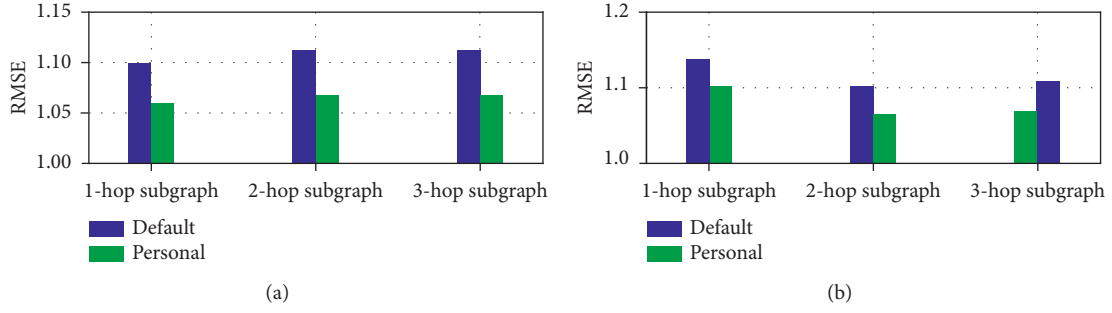 1.15
1.10
1.05
1.00
RMSE
1-hop subgraph 2-hop subgraph 3-hop subgraph
Default
Personal
(a)
1.2
1.1
1.0
RMSE
1-hop subgraph 2-hop subgraph 3-hop subgraph
Default
Personal
(b)